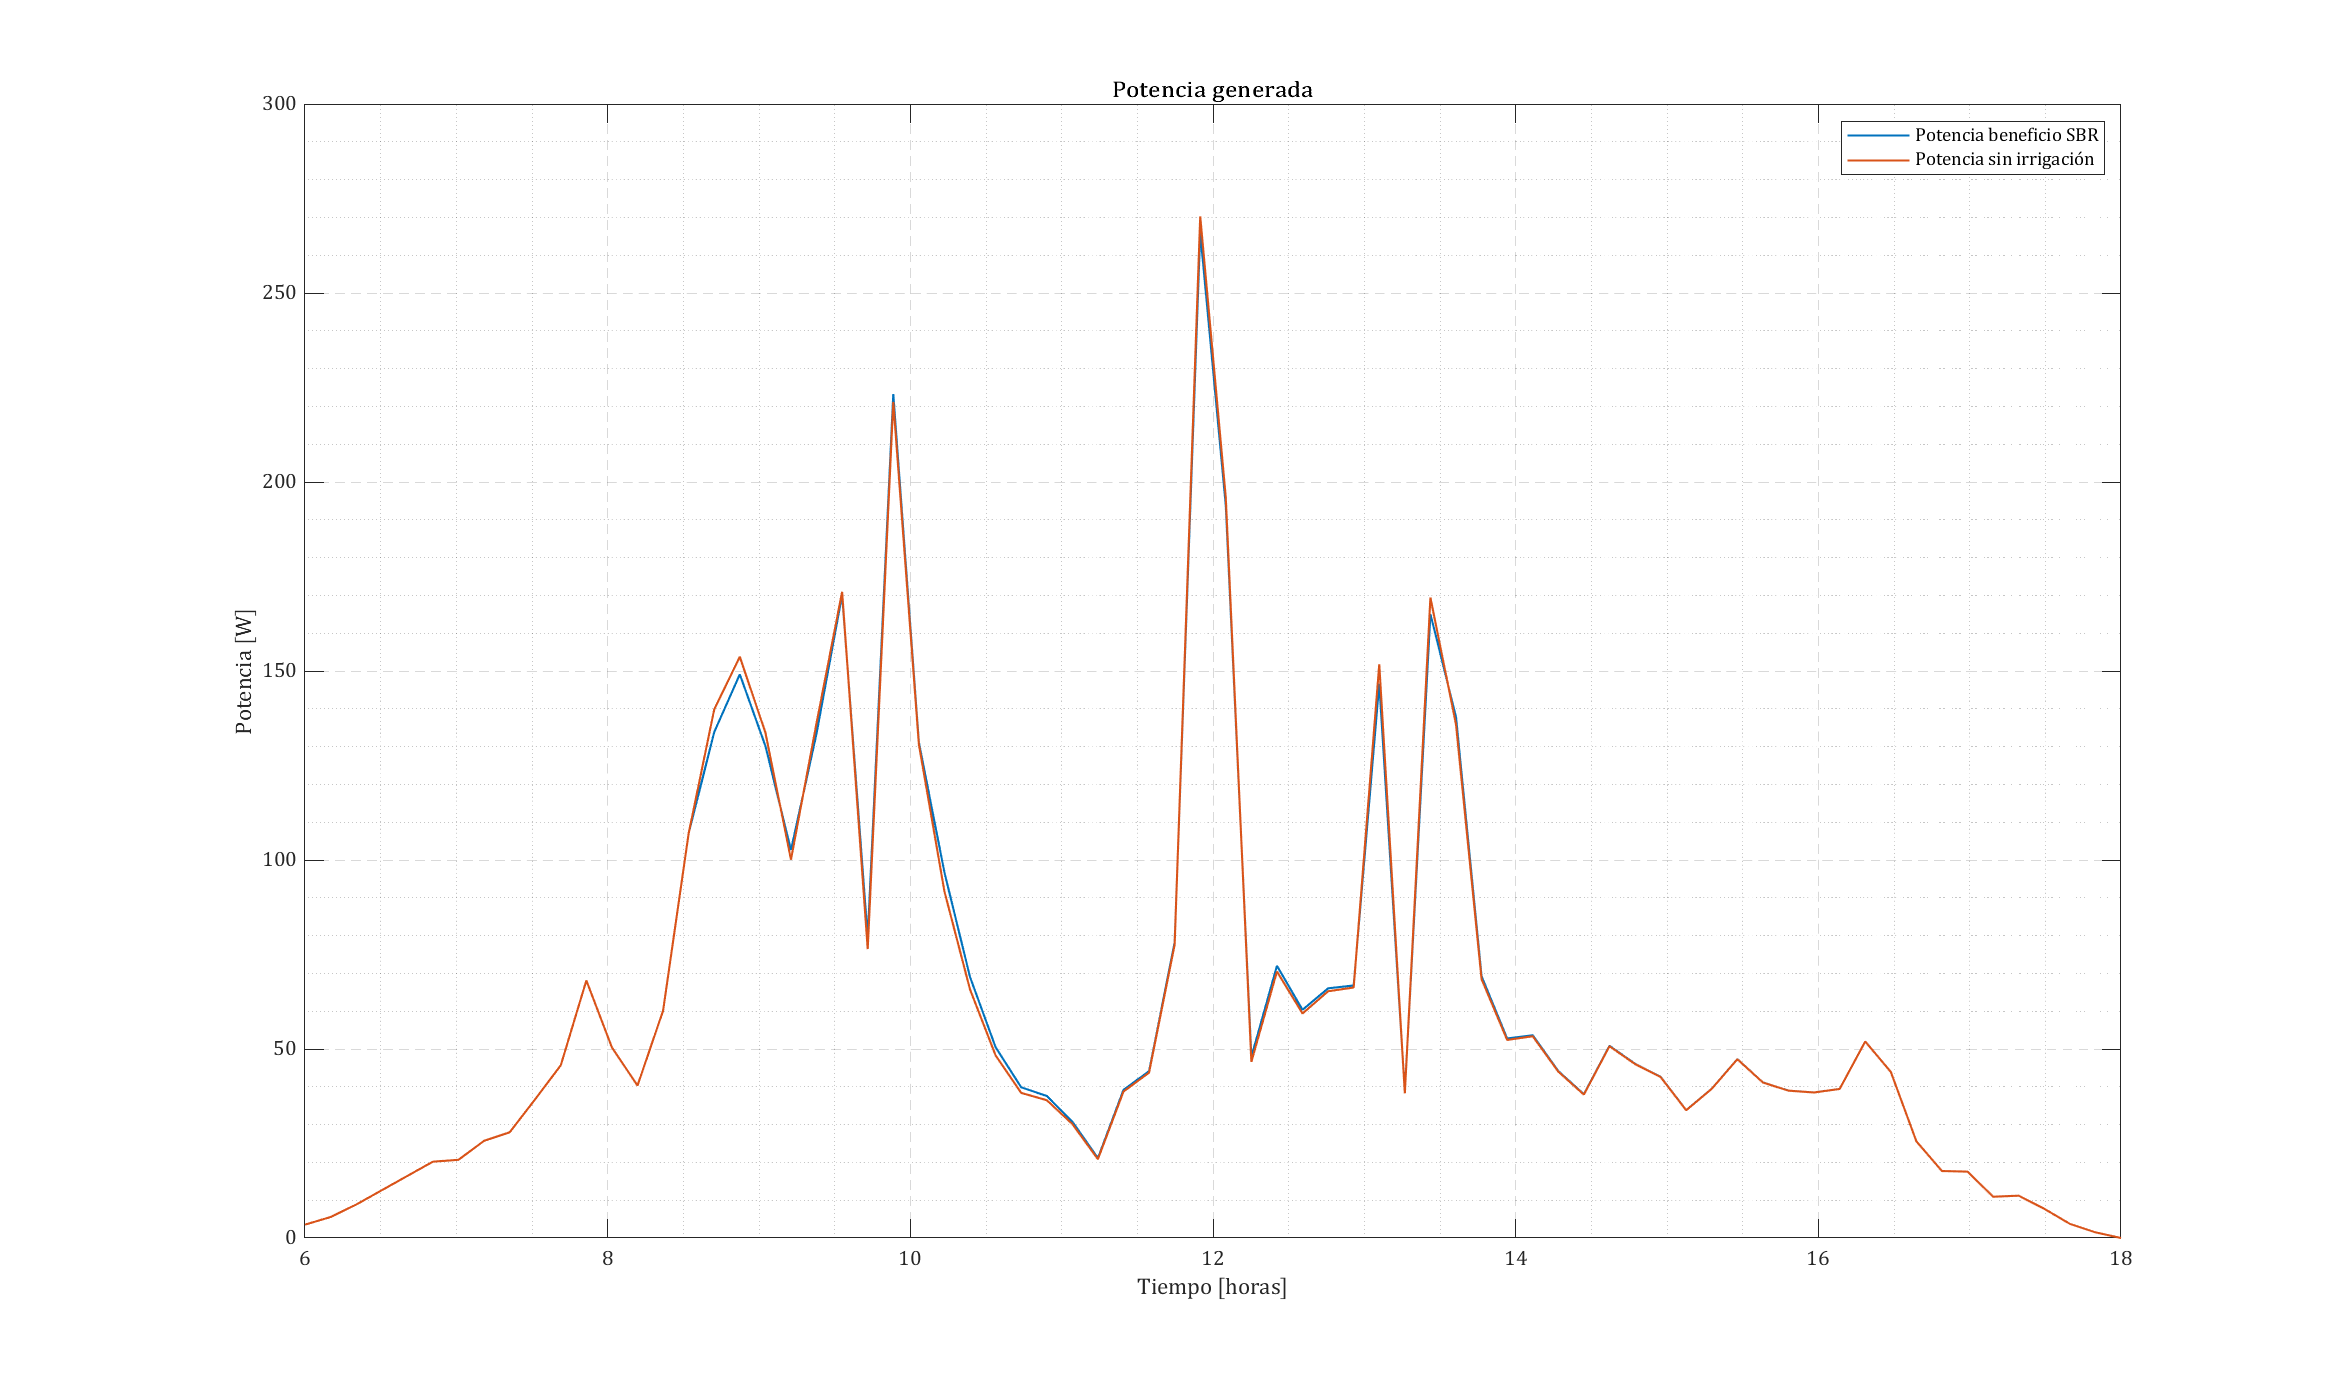 Potencia generada
300
250
200
150
100
50
0
Potencia [W]
Potencia beneficio SBR
Potencia sin irrigación
6 8 10 12 14 16 18
Tiempo [horas]